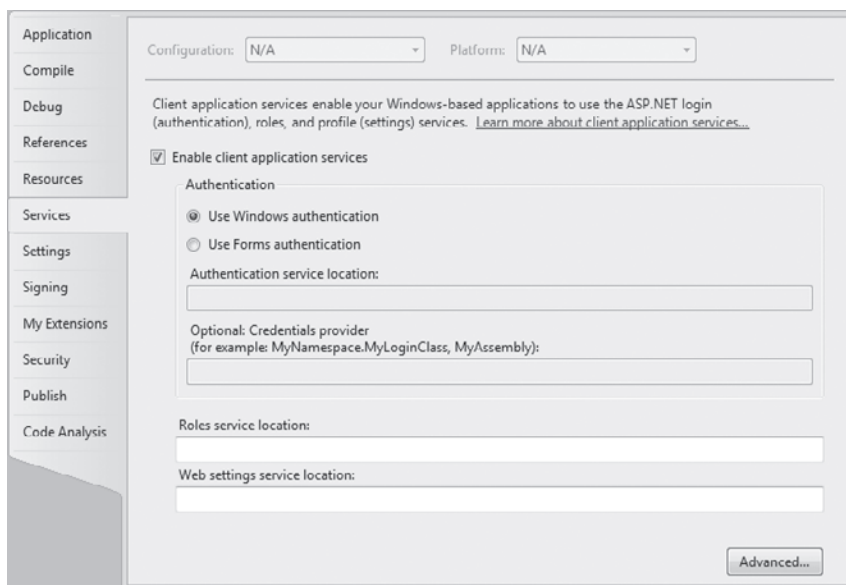 Application
Compile
Debug
References
Resources
Services
Settings
Signing
My Extensions
Security
Publish
Code Analysis
Configuration: N/A Platform: N/A
Client application services enable your Windows-based applications to use the ASP.NET login
(authentication), roles, and profile (settings) services. Learn more about client application services...
Enable client application services
Authentication
Use Windows authentication
Use Forms authentication
Authentication service location:
Optional: Credentials provider
(for example: MyNamespace.MyLoginClass, MyAssembly):
Roles service location:
Web settings service location:
Advanced...